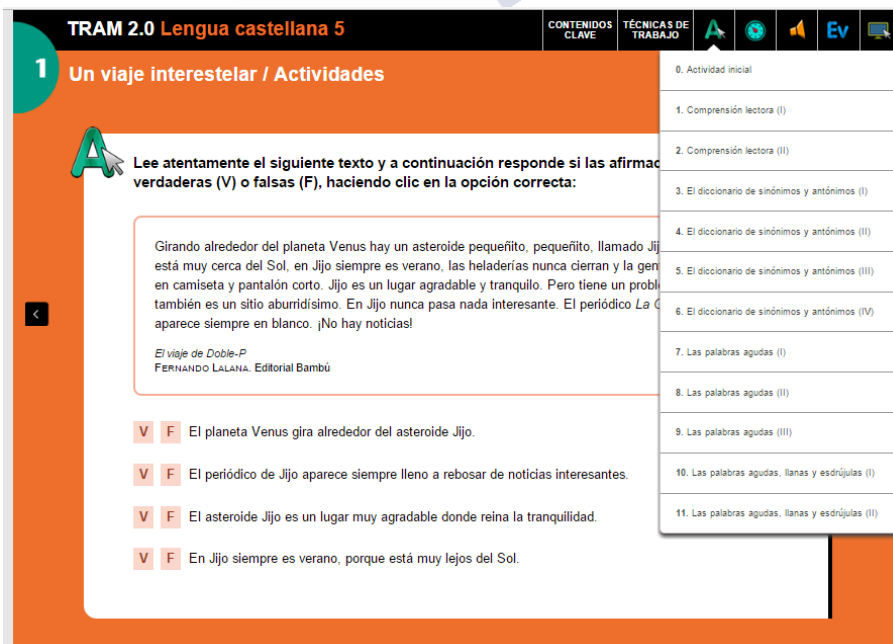 TRAM 2.0 Lengua castellana 5
CONTENIDOS
CLAVE
TÉCNICAS DE
TRABAJO
A
Ev
1
Un viaje interestelar / Actividades
0. Actividad inicial
1. Comprensión lectora (I)
2. Comprensión lectora (II)
3. El diccionario de sinónimos y antónimos (I)
4. El diccionario de sinónimos y antónimos (II)
5. El diccionario de sinónimos y antónimos (III)
6. El diccionario de sinónimos y antónimos (IV)
7. Las palabras agudas (I)
8. Las palabras agudas (II)
9. Las palabras agudas (III)
10. Las palabras agudas, llanas y esdrújulas (I)
11. Las palabras agudas, llanas y esdrújulas (II)
A
Lee atentamente el siguiente texto y a continuación responde si las
verdaderas (V) o falsas (F), haciendo clic en la opción correcta:
Girando alrededor del planeta Venus hay un asteroide pequeñito, pequeñito, llamado
está muy cerca del Sol, en Jijo siempre es verano, las heladerías nunca cierran y la
en camiseta y pantalón corto. Jijo es un lugar agradable y tranquilo. Pero tiene un
también es un sitio aburridísimo. En Jijo nunca pasa nada interesante. El periódico La
aparece siempre en blanco. ¡No hay noticias!
El viaje de Doble-P
FERNANDO LALANA. Editorial Bambú
V F El planeta Venus gira alrededor del asteroide Jijo.
V F El periódico de Jijo aparece siempre lleno a rebosar de noticias interesantes.
V F El asteroide Jijo es un lugar muy agradable donde reina la tranquilidad.
V F En Jijo siempre es verano, porque está muy lejos del Sol.